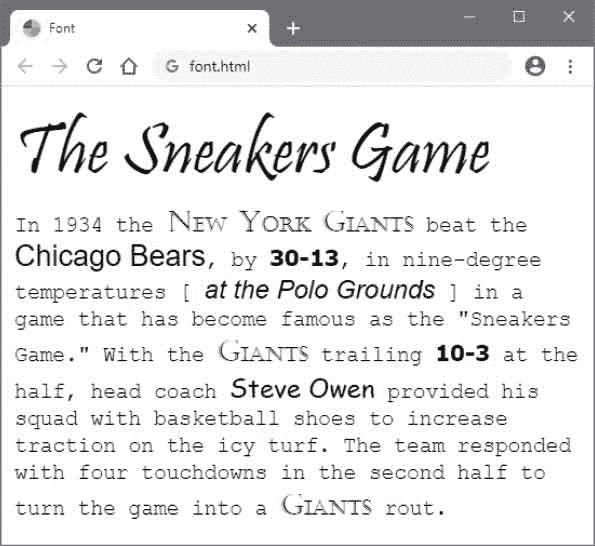 Font
font.html
The Sneakers Game
In 1934 the New York Giants beat the
Chicago Bears, by 30-13, in nine-degree
temperatures [ at the Polo Grounds ] in a
game that has become famous as the "Sneakers
Game." With the Giants trailing 10-3 at the
half, head coach Steve Owen provided his
squad with basketball shoes to increase
traction on the icy turf. The team responded
with four touchdowns in the second half to
turn the game into a Giants rout.